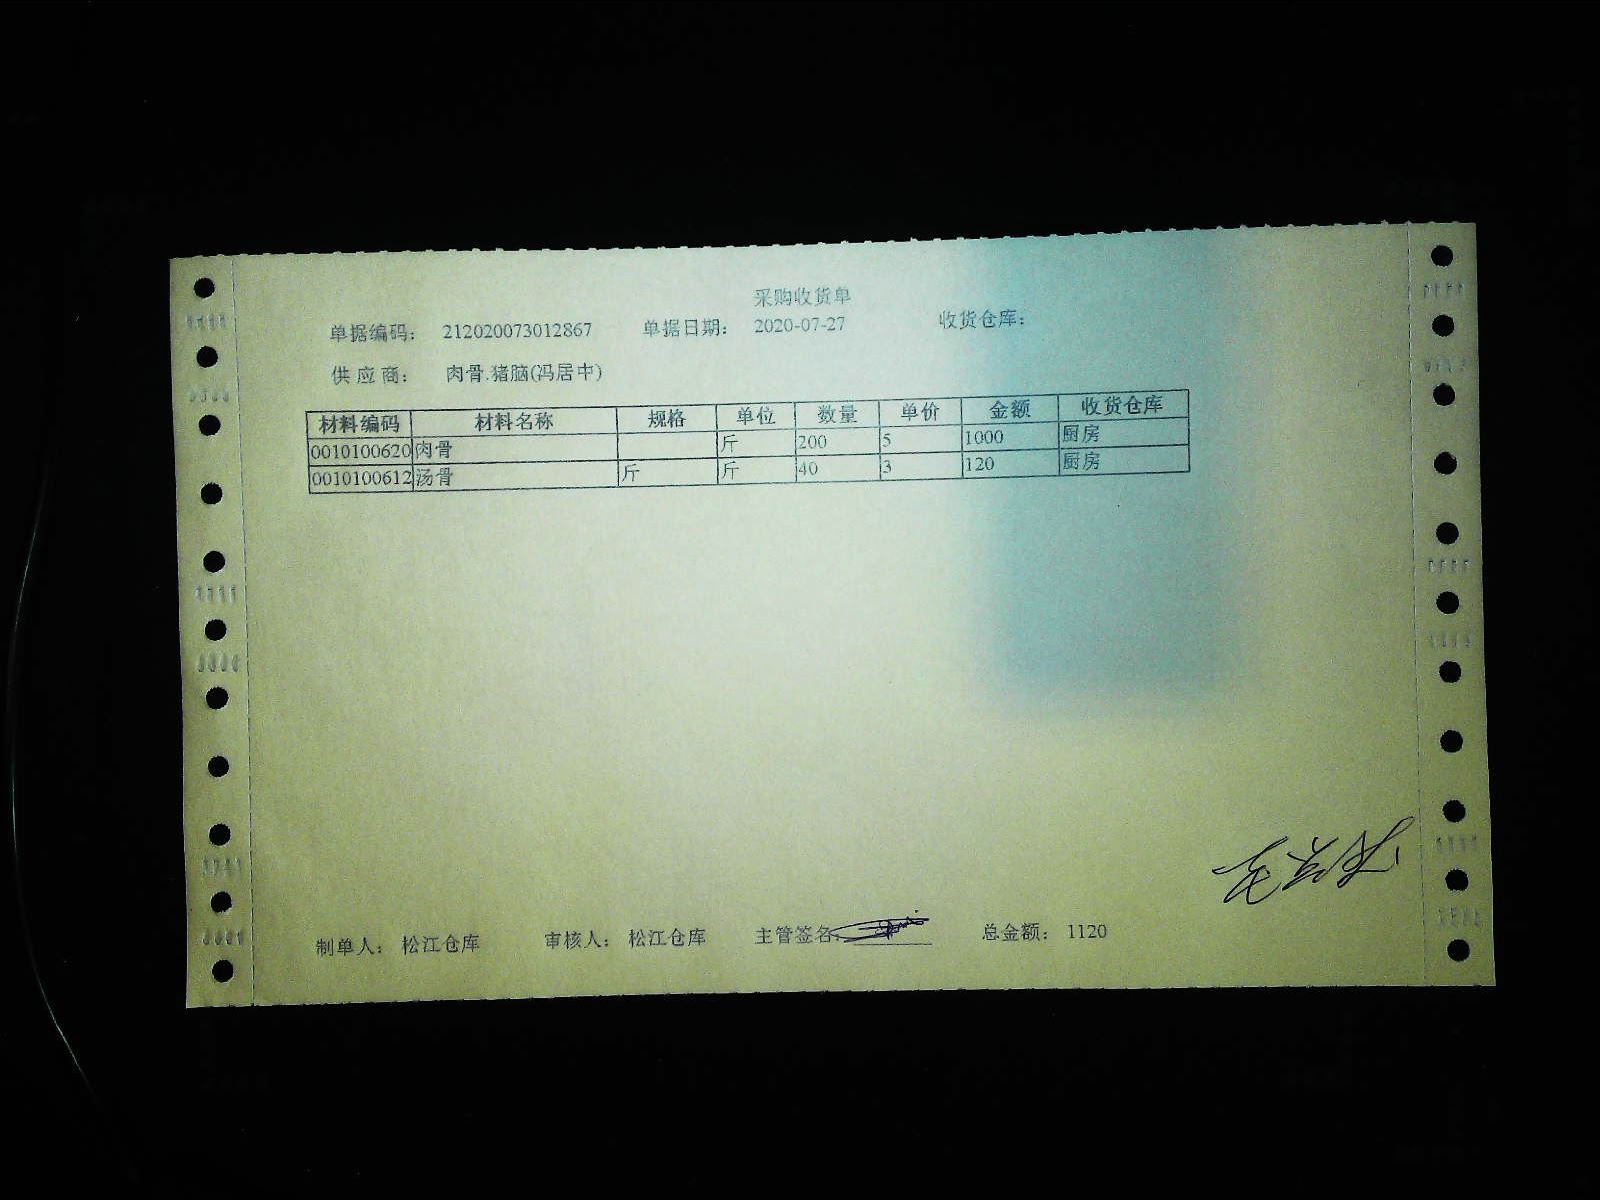 采购收货单
单据编码： 212020073012867 单据日期： 2020-07-27 收货仓库：
供 应 商： 肉骨.猪脑(冯居中)
材料编码 材料名称 规格 单位 数量 单价 金额 收货仓库
0010100620 肉骨 斤 200 5 1000 厨房
0010100612 汤骨 斤 斤 40 3 120 厨房
制单人： 松江仓库 审核人： 松江仓库 主管签名： 总金额： 1120